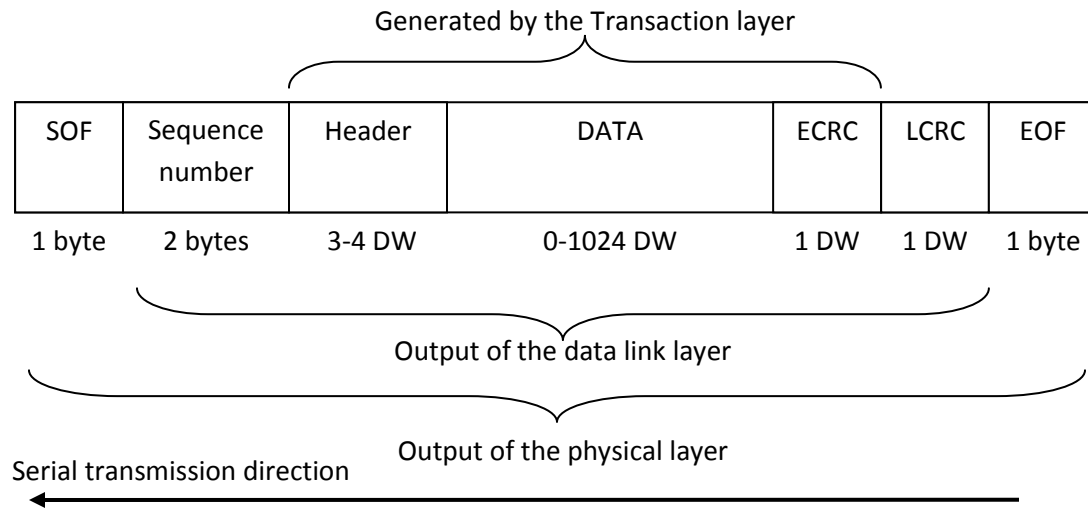 Generated by the Transaction layer
SOF Sequence number Header DATA ECRC LCRC EOF
1 byte 2 bytes 3-4 DW 0-1024 DW 1 DW 1 DW 1 byte
Output of the data link layer
Output of the physical layer
Serial transmission direction